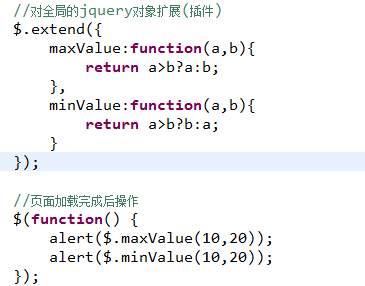 //对全局的jquery对象扩展(插件)
$.extend({
    maxValue:function(a,b){
        return a>b?a:b;
    },
    minValue:function(a,b){
        return a>b?b:a;
    }
});

//页面加载完成后操作
$(function() {
    alert($.maxValue(10,20));
    alert($.minValue(10,20));
});